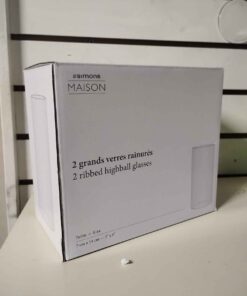 simons
MAISON
2 grands verres rainurés
2 ribbed highball glasses